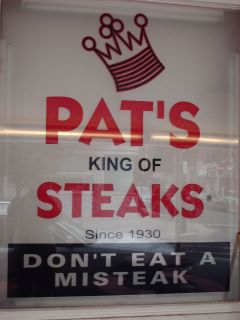 PAT'S
KING OF
STEAKS®
Since 1930
DON'T EAT A
MISTEAK